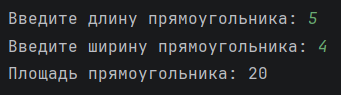 Введите длину прямоугольника: 5
Введите ширину прямоугольника: 4
Площадь прямоугольника: 20